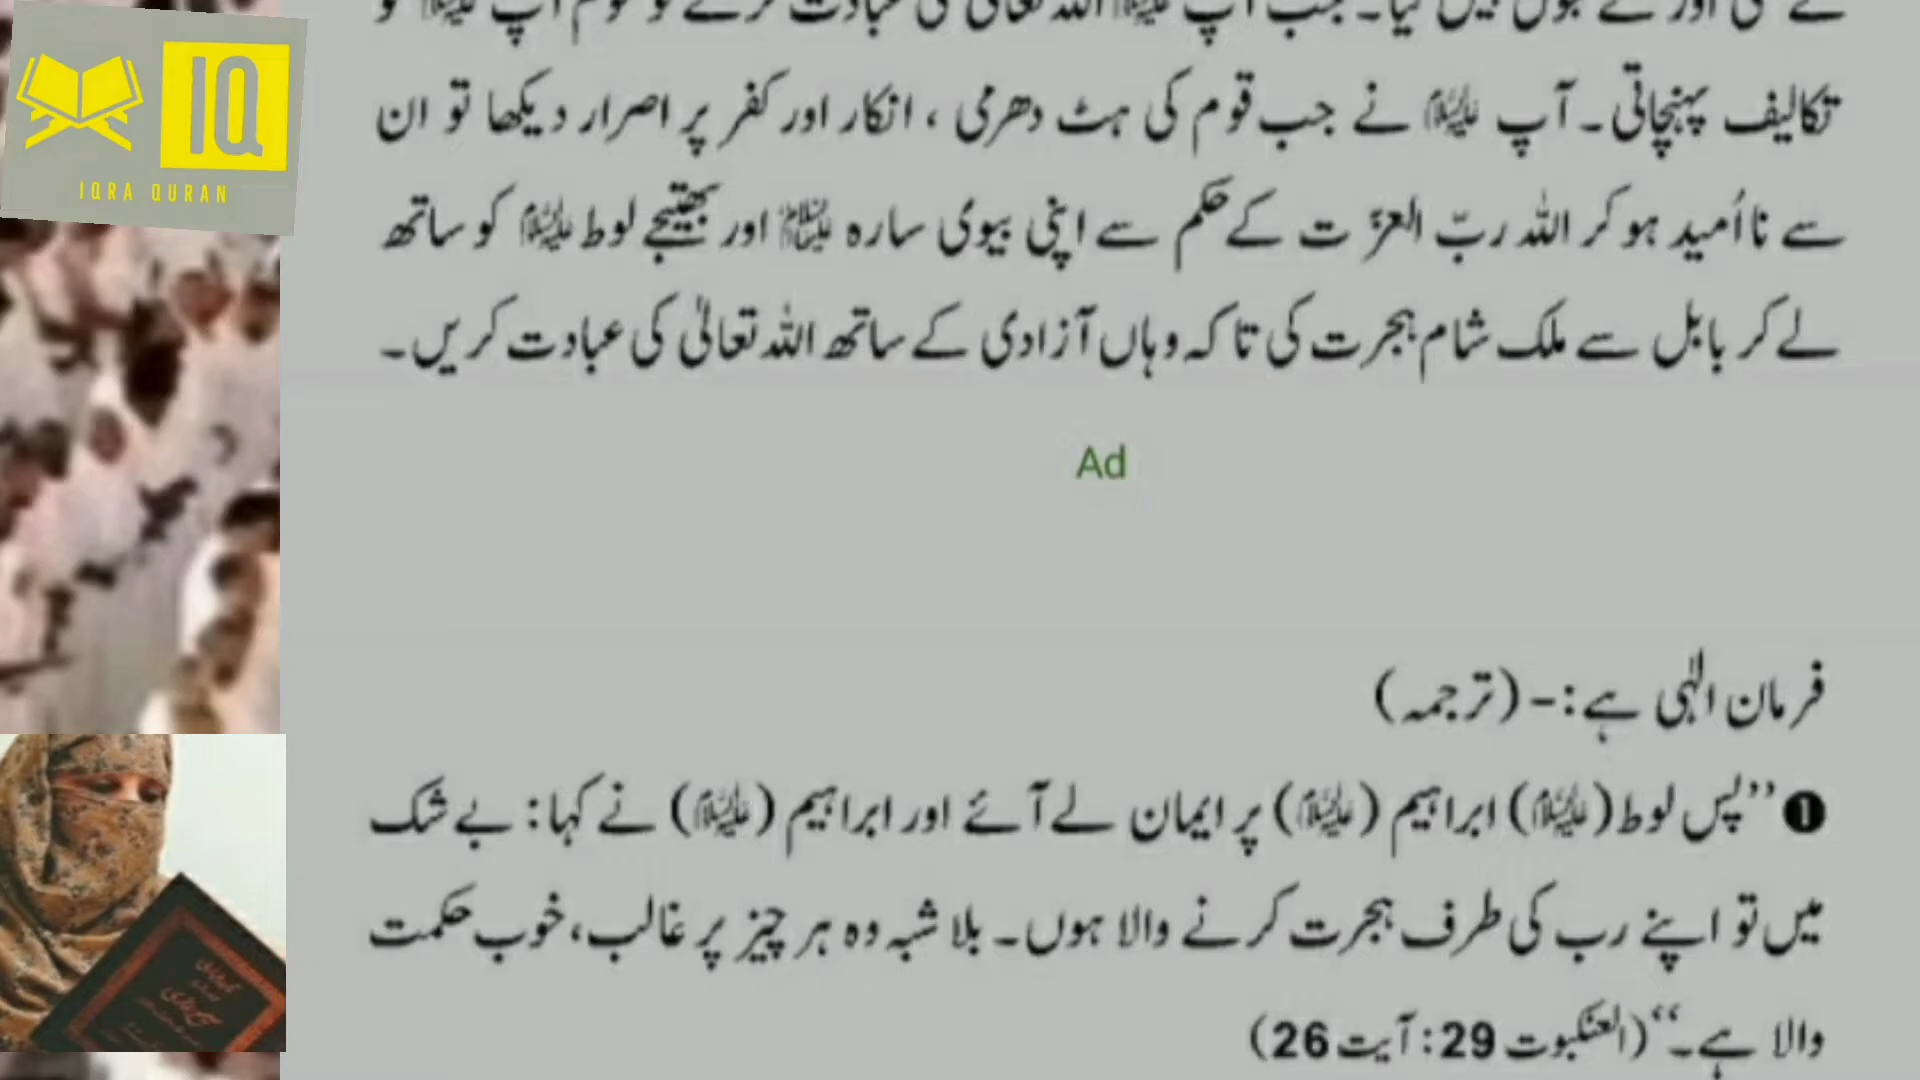 IQ
IQRA QURAN
تکالیف پہنچاتی۔ آپ علیہ السلام نے جب قوم کی ہٹ دھرمی ، انکار اور کفر پر اصرار دیکھا تو ان
سے نا اُمید ہو کر اللہ ربّ العزّت کے حکم سے اپنی بیوی سارہ علیہا السلام اور بھتیجے لوط علیہ السلام کو ساتھ
لے کر بابل سے ملک شام ہجرت کی تا کہ وہاں آزادی کے ساتھ اللہ تعالیٰ کی عبادت کریں۔
Ad
فرمان الٰہی ہے:- (ترجمہ)
❶ ’’پس لوط (علیہ السلام) ابراہیم (علیہ السلام) پر ایمان لے آئے اور ابراہیم (علیہ السلام) نے کہا: بے شک
میں تو اپنے رب کی طرف ہجرت کرنے والا ہوں۔ بلا شبہ وہ ہر چیز پر غالب، خوب حکمت
والا ہے۔‘‘ (العنکبوت 29: آیت 26)